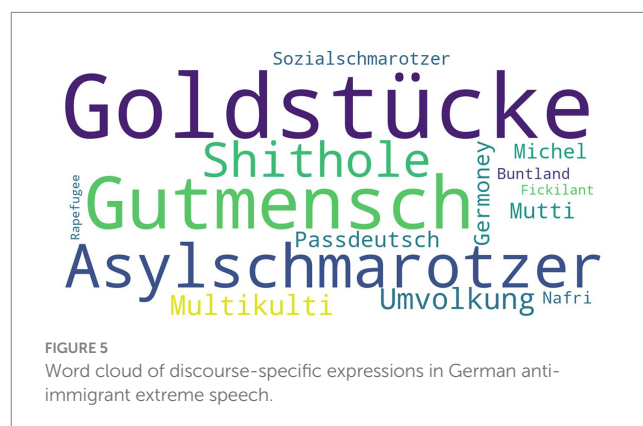 Sozialschmarotzer
Goldstücke
Shithole
Germoney
Michel
Buntland
Rapefugee
Gutmensch
Fickilant
Mutti
Passdeutsch
Asylschmarotzer
Multikulti
Umvolkung
Nafri
FIGURE 5
Word cloud of discourse-specific expressions in German anti-
immigrant extreme speech.